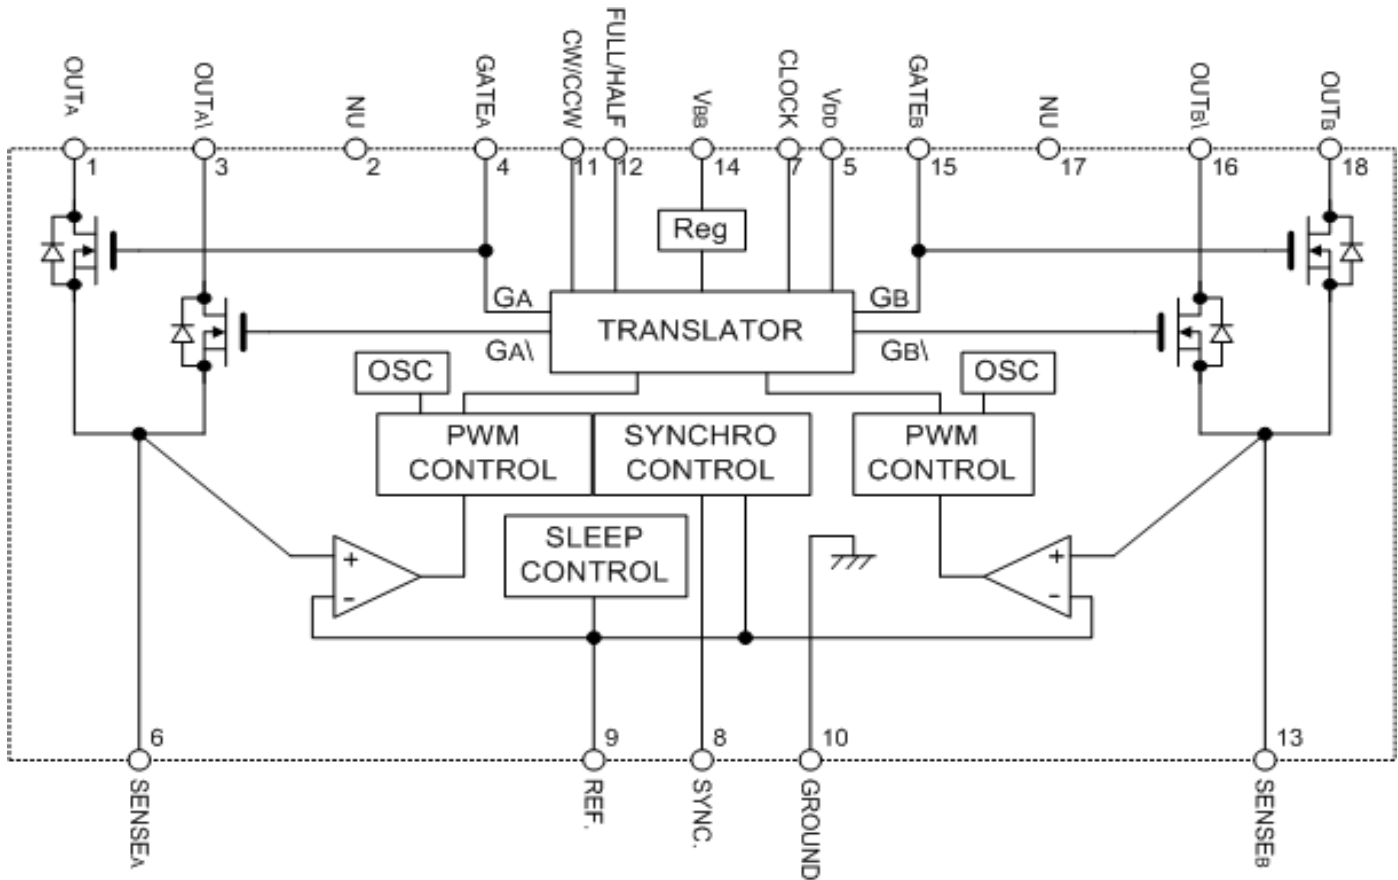 OUTA
OUTA\
NU
GATEA
CW/CCW
FULL/HALF
VBB
CLOCK
VDD
GATEB
NU
OUTB\
OUTB
1
3
2
4
11
12
14
7
5
15
17
16
18
Reg
GA
GB
TRANSLATOR
GA\
GB\
OSC
OSC
PWM
CONTROL
SYNCHRO
CONTROL
PWM
CONTROL
SLEEP
CONTROL
+
-
+
-
6
9
8
10
13
SENSEA
REF.
SYNC.
GROUND
SENSEB